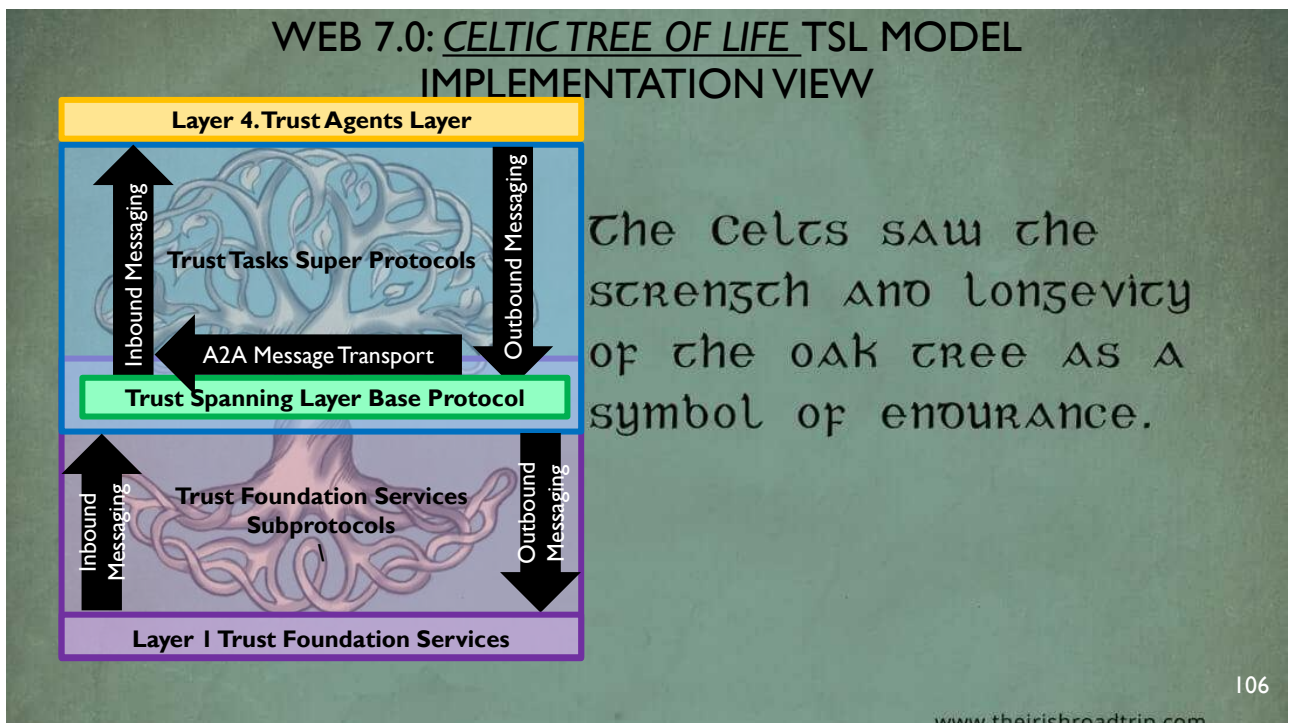 WEB 7.0: CELTIC TREE OF LIFE TSL MODEL
IMPLEMENTATION VIEW
Layer 4. Trust Agents Layer
Inbound Messaging
Outbound Messaging
Trust Tasks Super Protocols
A2A Message Transport
Trust Spanning Layer Base Protocol
Inbound
Messaging
Trust Foundation Services
Subprotocols
\
Outbound
Messaging
Layer 1 Trust Foundation Services
The Celts saw the
strength and longevity
of the oak tree as a
symbol of endurance.
106
www.theirishroadtrip.com